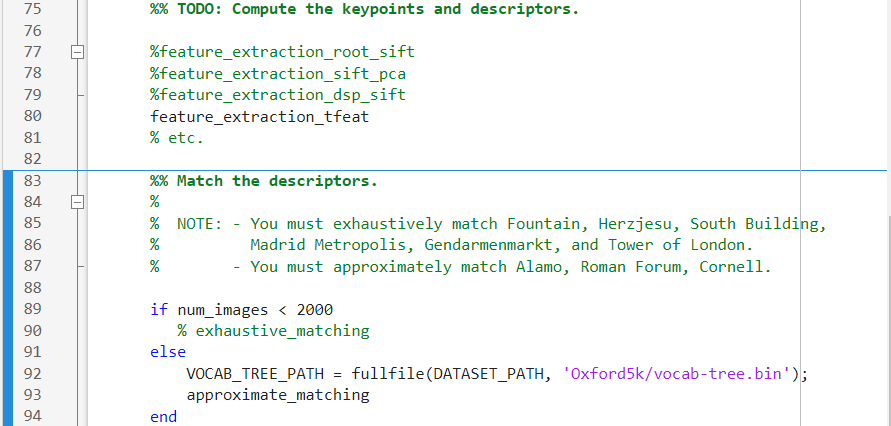 75 %% TODO: Compute the keypoints and descriptors.
76
77 %feature_extraction_root_sift
78 %feature_extraction_sift_pca
79 %feature_extraction_dsp_sift
80 feature_extraction_tfeat
81 % etc.
82
83 %% Match the descriptors.
84 %
85 %  NOTE: - You must exhaustively match Fountain, Herzjesu, South Building,
86 %          Madrid Metropolis, Gendarmenmarkt, and Tower of London.
87 %        - You must approximately match Alamo, Roman Forum, Cornell.
88
89 if num_images < 2000
90    % exhaustive_matching
91 else
92     VOCAB_TREE_PATH = fullfile(DATASET_PATH, 'Oxford5k/vocab-tree.bin');
93     approximate_matching
94 end